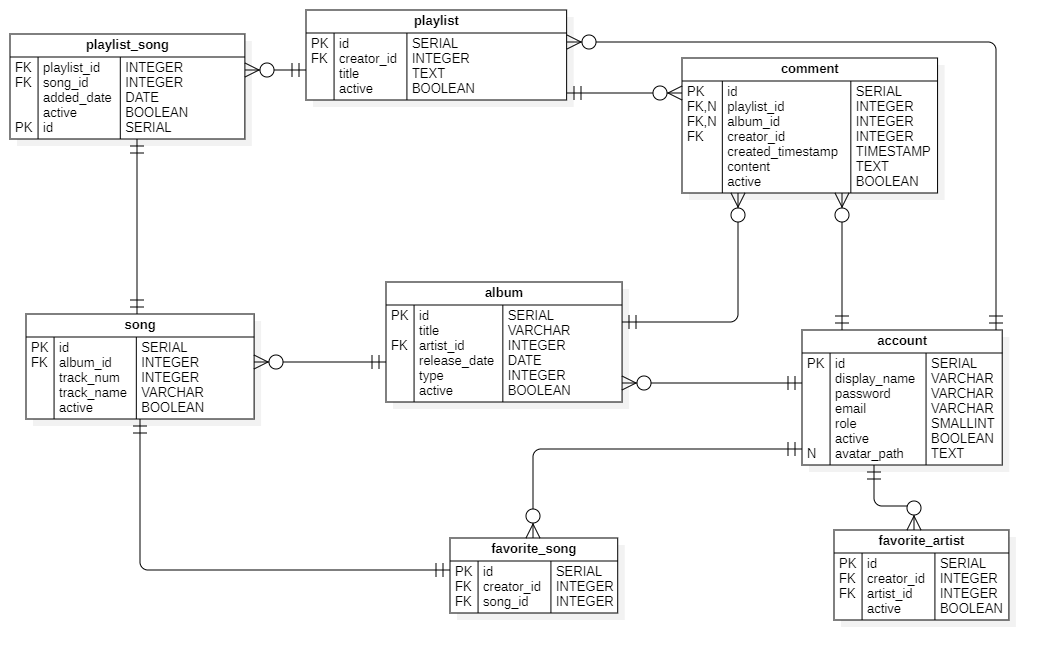 playlist
PK id SERIAL
FK creator_id INTEGER
title TEXT
active BOOLEAN
playlist_song
FK playlist_id INTEGER
FK song_id INTEGER
added_date DATE
active BOOLEAN
PK id SERIAL
comment
PK id SERIAL
FK,N playlist_id INTEGER
FK,N album_id INTEGER
FK creator_id INTEGER
created_timestamp TIMESTAMP
content TEXT
active BOOLEAN
album
PK id SERIAL
title VARCHAR
FK artist_id INTEGER
release_date DATE
type INTEGER
active BOOLEAN
song
PK id SERIAL
FK album_id INTEGER
track_num INTEGER
track_name VARCHAR
active BOOLEAN
account
PK id SERIAL
display_name VARCHAR
password VARCHAR
email VARCHAR
role SMALLINT
active BOOLEAN
N avatar_path TEXT
favorite_song
PK id SERIAL
FK creator_id INTEGER
FK song_id INTEGER
favorite_artist
PK id SERIAL
FK creator_id INTEGER
FK artist_id INTEGER
active BOOLEAN